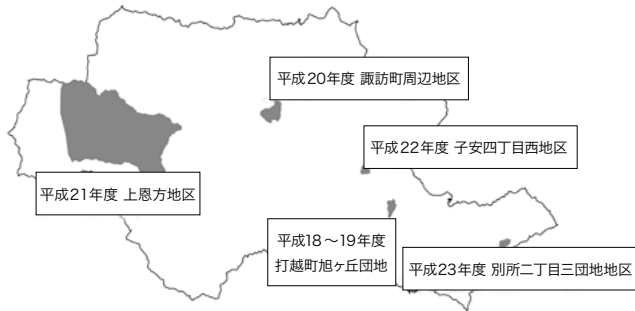 平成20年度 諏訪町周辺地区
平成22年度 子安四丁目西地区
平成21年度 上恩方地区
平成18～19年度
打越町旭ヶ丘団地
平成23年度 別所二丁目三団地地区